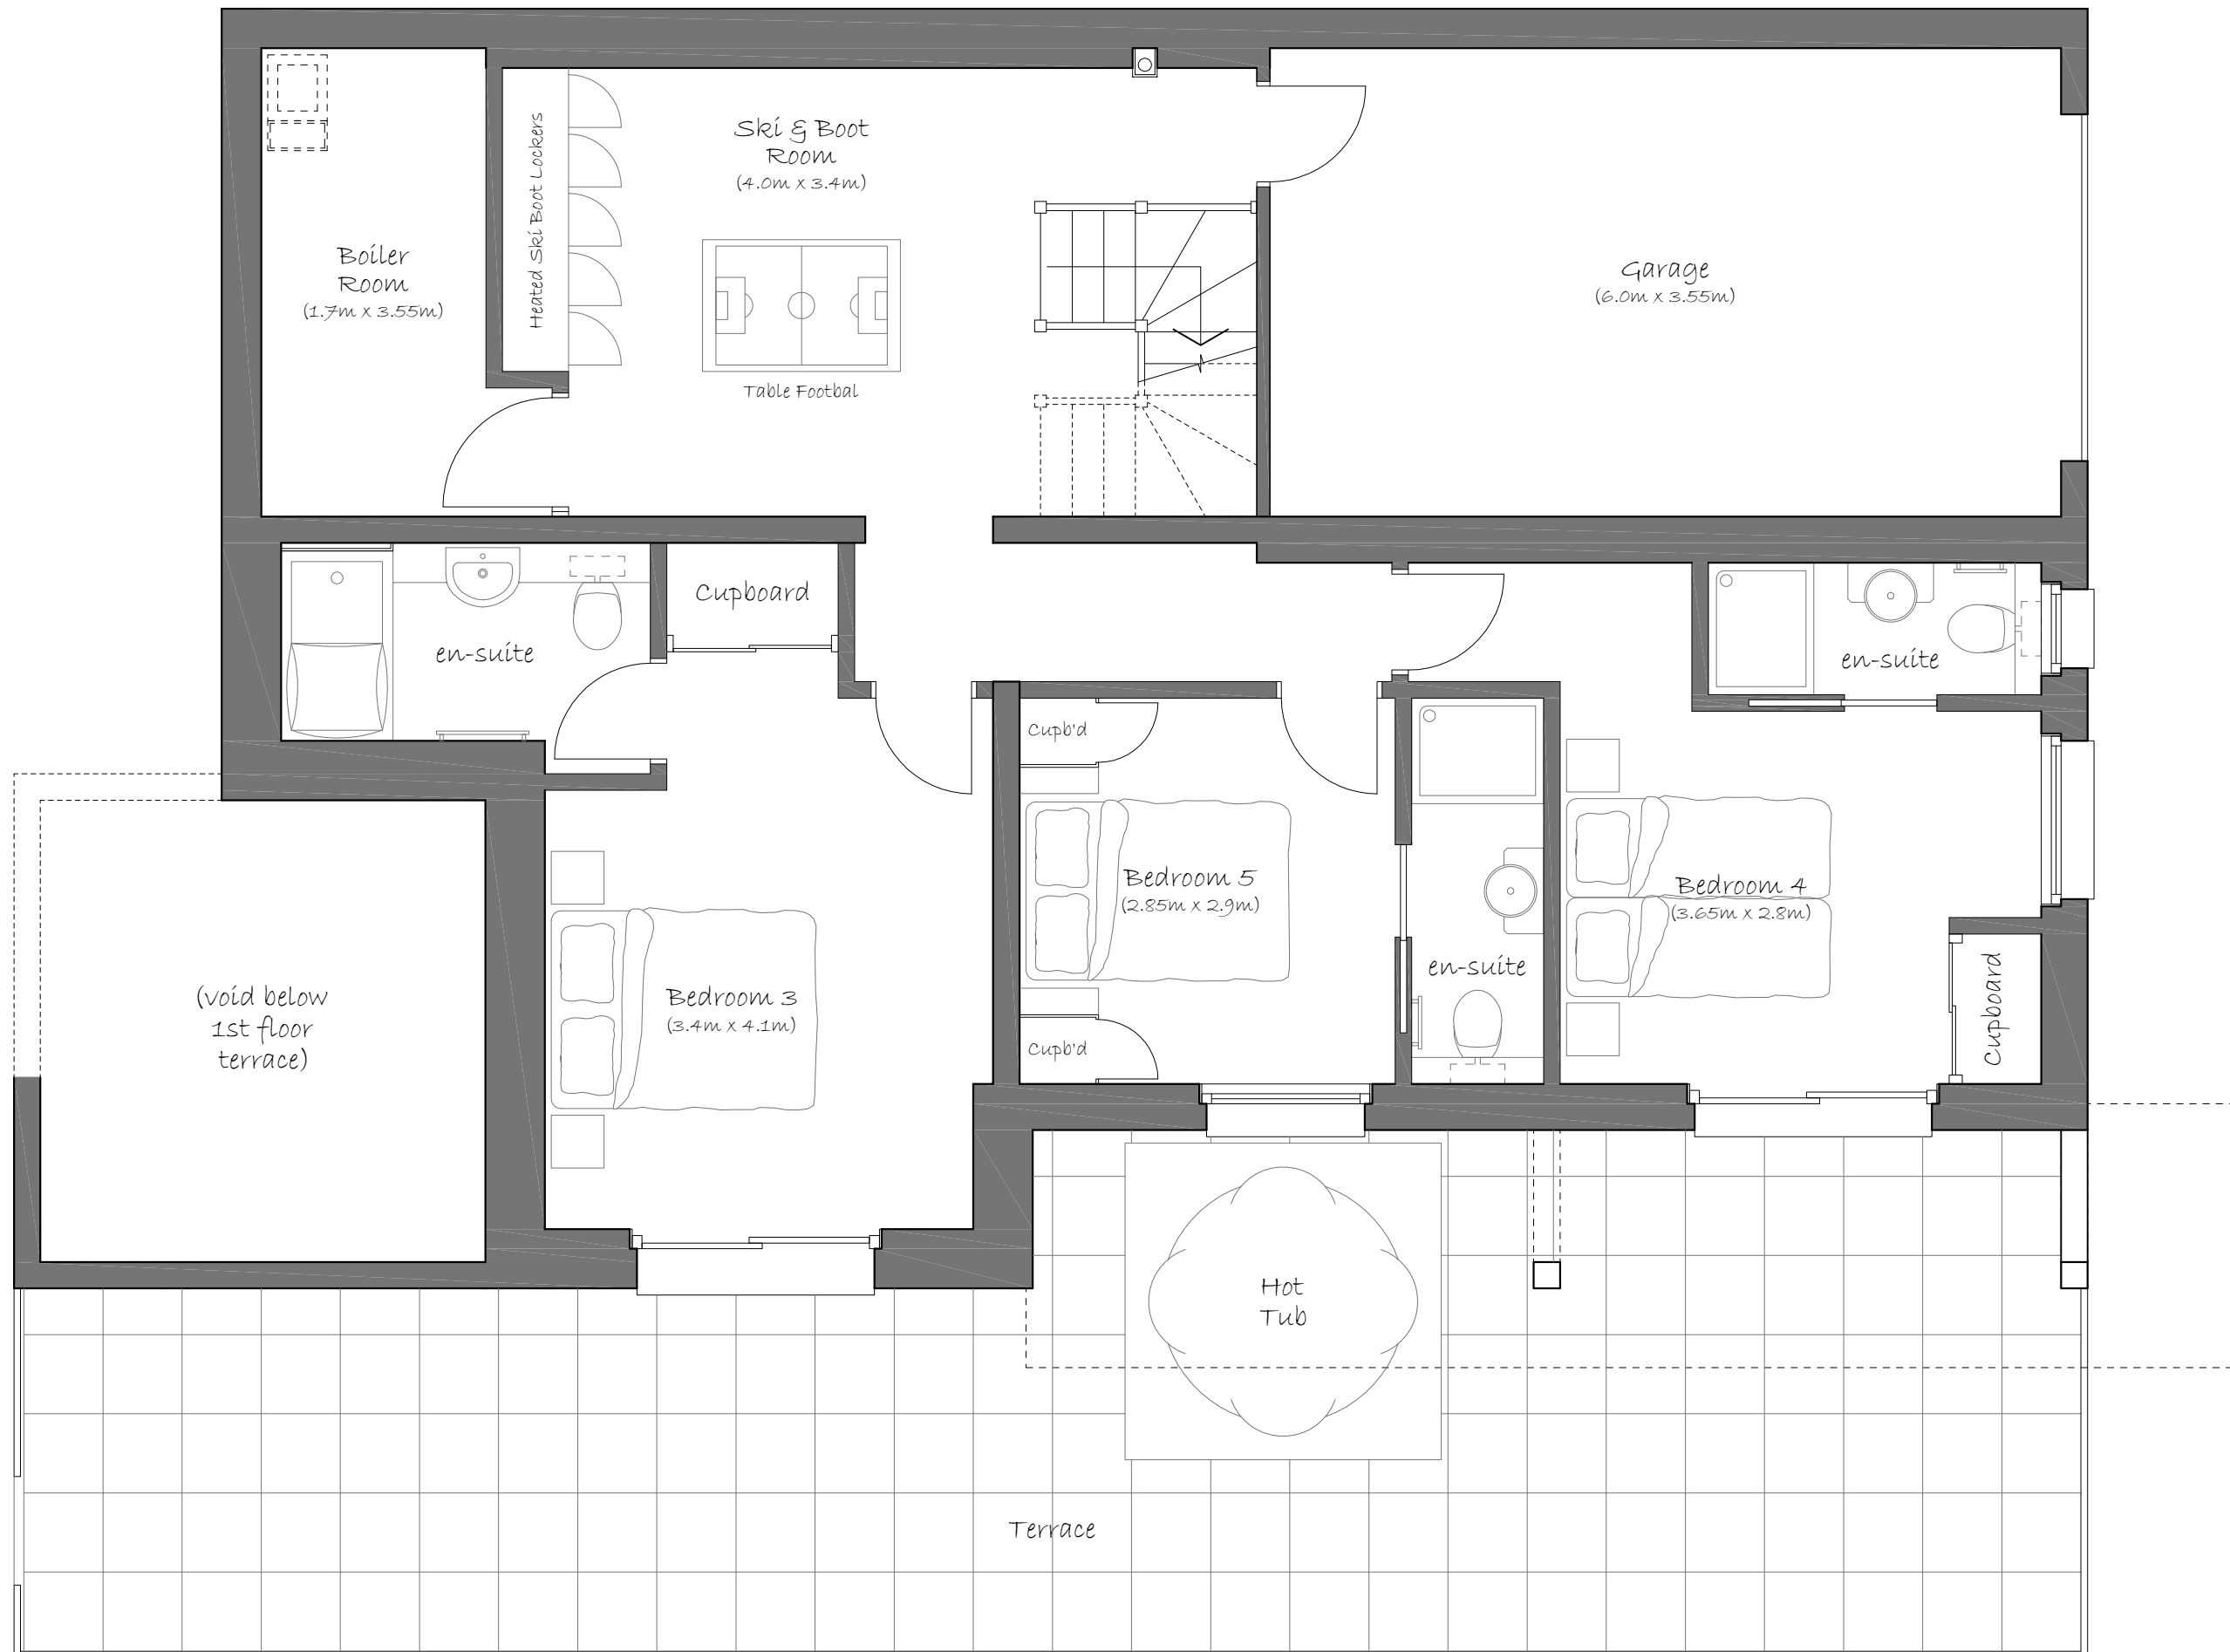 Ski & Boot
Room
(4.0m x 3.4m)
Heated Ski Boot Lockers
Boiler
Room
(1.7m x 3.55m)
Garage
(6.0m x 3.55m)
Table Footbal
Cupboard
en-suite
en-suite
Cupb'd
Bedroom 5
(2.85m x 2.9m)
Bedroom 4
(3.65m x 2.8m)
en-suite
Cupboard
(void below
1st floor
terrace)
Bedroom 3
(3.4m x 4.1m)
Cupb'd
Hot
Tub
Terrace